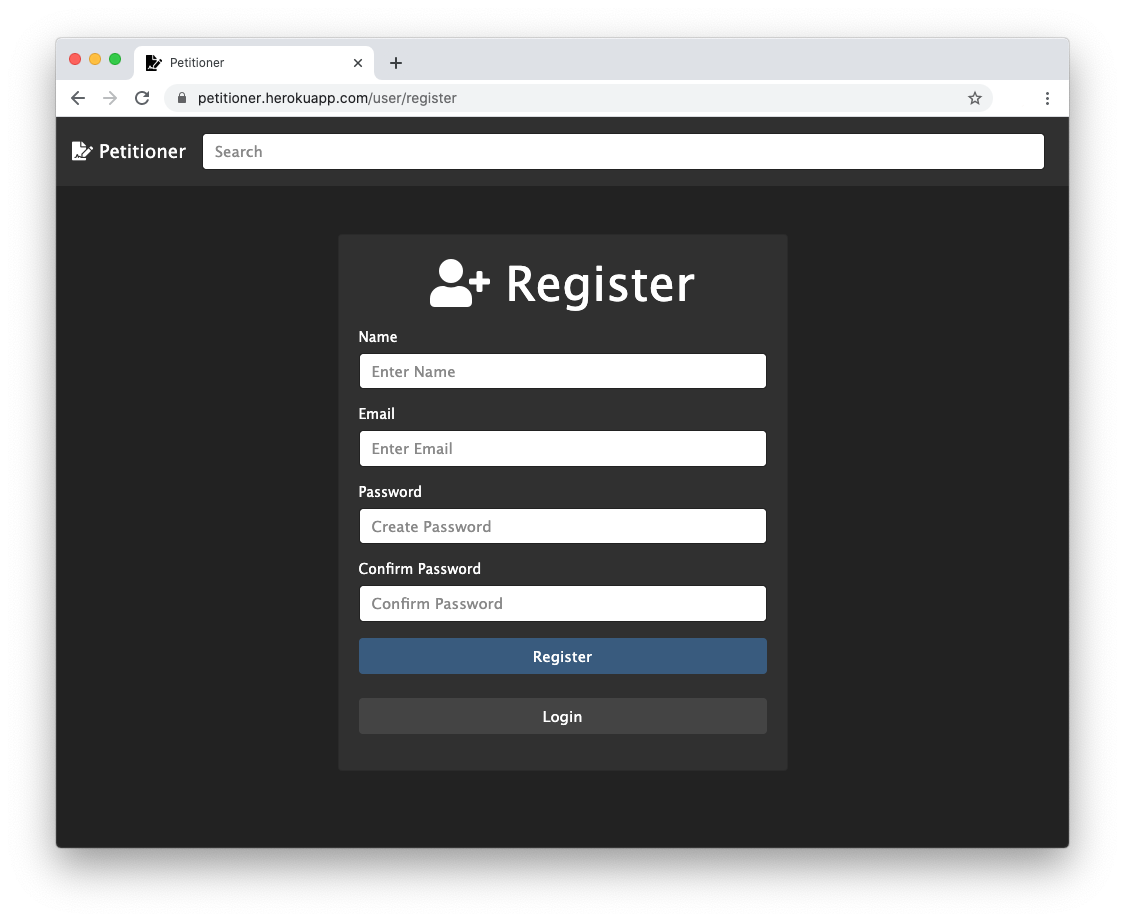 Petitioner
petitioner.herokuapp.com/user/register
Petitioner Search
Register
Name
Enter Name
Email
Enter Email
Password
Create Password
Confirm Password
Confirm Password
Register
Login